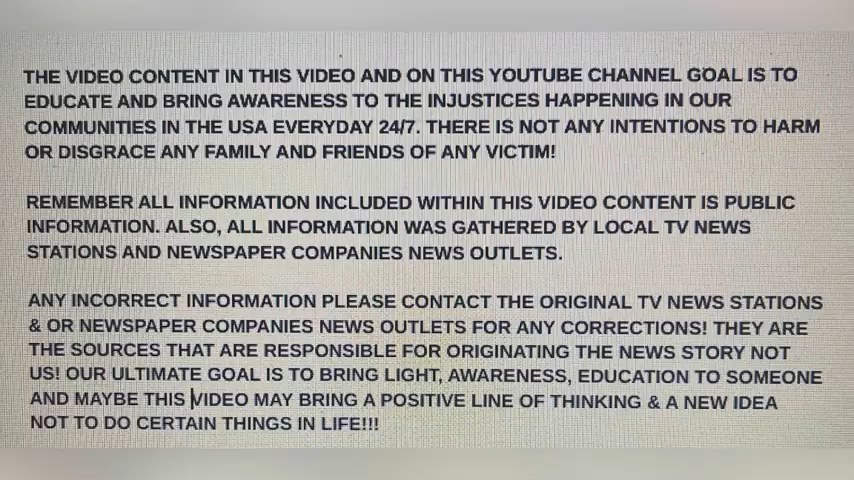 THE VIDEO CONTENT IN THIS VIDEO AND ON THIS YOUTUBE CHANNEL GOAL IS TO
EDUCATE AND BRING AWARENESS TO THE INJUSTICES HAPPENING IN OUR
COMMUNITIES IN THE USA EVERYDAY 24/7. THERE IS NOT ANY INTENTIONS TO HARM
OR DISGRACE ANY FAMILY AND FRIENDS OF ANY VICTIM!
REMEMBER ALL INFORMATION INCLUDED WITHIN THIS VIDEO CONTENT IS PUBLIC
INFORMATION. ALSO, ALL INFORMATION WAS GATHERED BY LOCAL TV NEWS
STATIONS AND NEWSPAPER COMPANIES NEWS OUTLETS.
ANY INCORRECT INFORMATION PLEASE CONTACT THE ORIGINAL TV NEWS STATIONS
& OR NEWSPAPER COMPANIES NEWS OUTLETS FOR ANY CORRECTIONS! THEY ARE
THE SOURCES THAT ARE RESPONSIBLE FOR ORIGINATING THE NEWS STORY NOT
US! OUR ULTIMATE GOAL IS TO BRING LIGHT, AWARENESS, EDUCATION TO SOMEONE
AND MAYBE THIS VIDEO MAY BRING A POSITIVE LINE OF THINKING & A NEW IDEA
NOT TO DO CERTAIN THINGS IN LIFE!!!